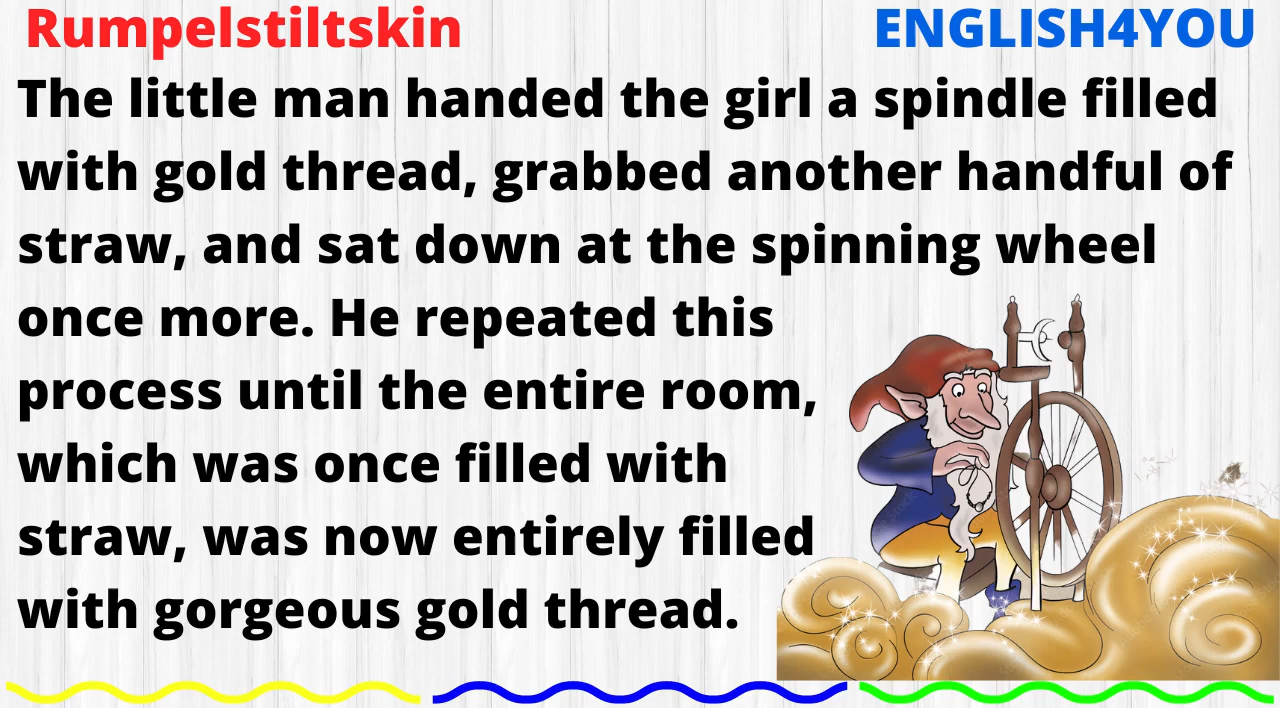 Rumpelstiltskin
ENGLISH4YOU
The little man handed the girl a spindle filled
with gold thread, grabbed another handful of
straw, and sat down at the spinning wheel
once more. He repeated this
process until the entire room,
which was once filled with
straw, was now entirely filled
with gorgeous gold thread.